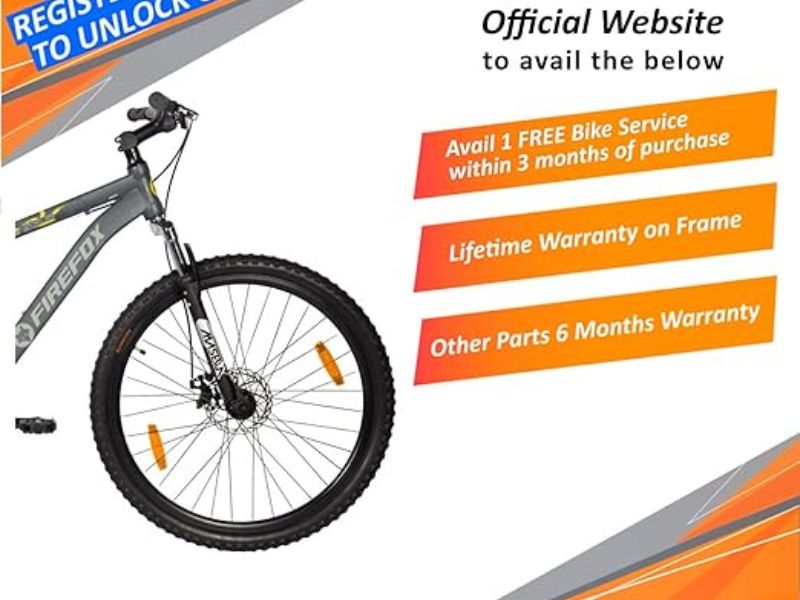 TO UNLOCK
Official Website
to avail the below
Avail 1 FREE Bike Service
within 3 months of purchase
Lifetime Warranty on Frame
Other Parts 6 Months Warranty
FIREFOX